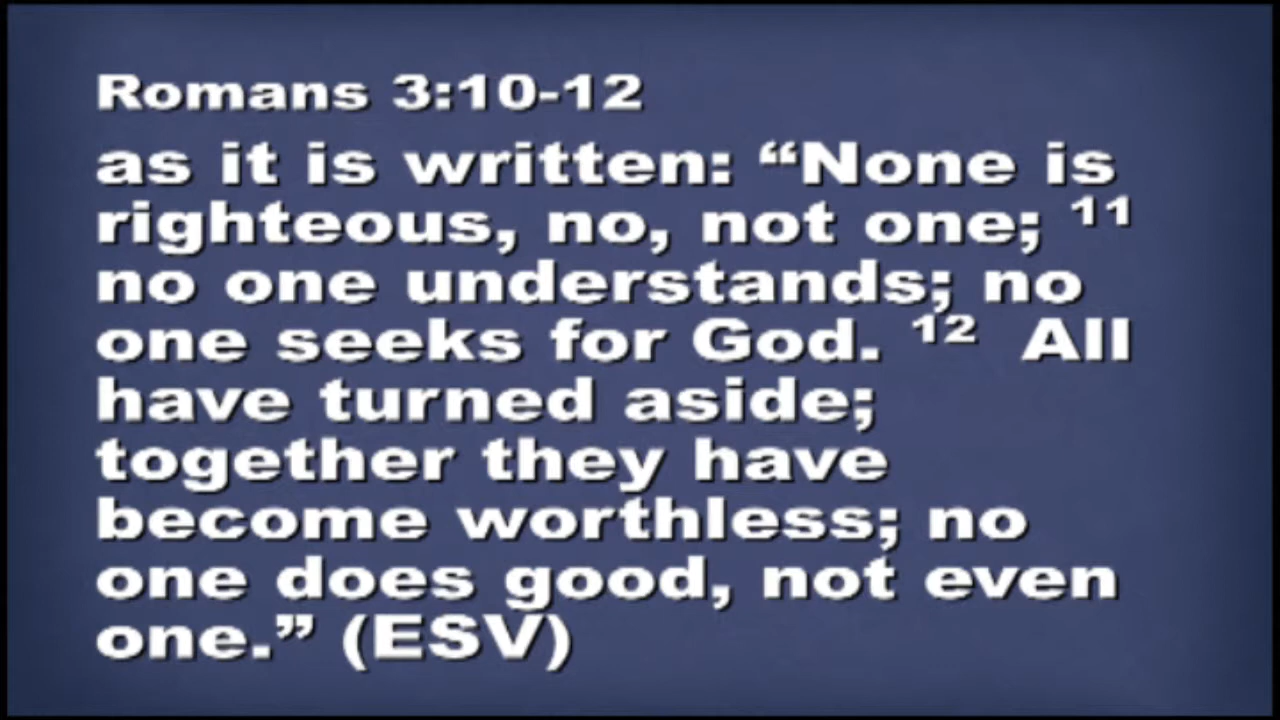 Romans 3:10-12
as it is written: “None is
righteous, no, not one; ¹¹
no one understands; no
one seeks for God. ¹² All
have turned aside;
together they have
become worthless; no
one does good, not even
one.” (ESV)